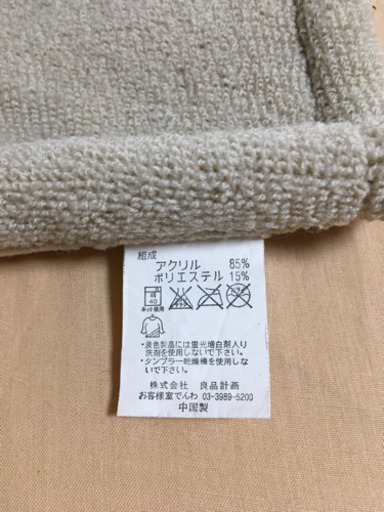 組成
アクリル 85%
ポリエステル 15%
弱
40
ネット使用
・淡色製品には蛍光増白剤入り
洗剤を使用しない下さい。
・タンブラー乾燥機を使用しな
いで下さい。
株式会社 良品計画
お客様室でんわ 03-3989-5200
中国製